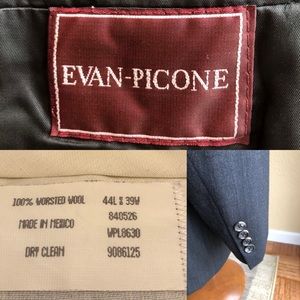 EVAN-PICONE
100% WORSTED WOOL 44L X 39W
MADE IN MEXICO 840526
WPL8630
DRY CLEAN 9086125